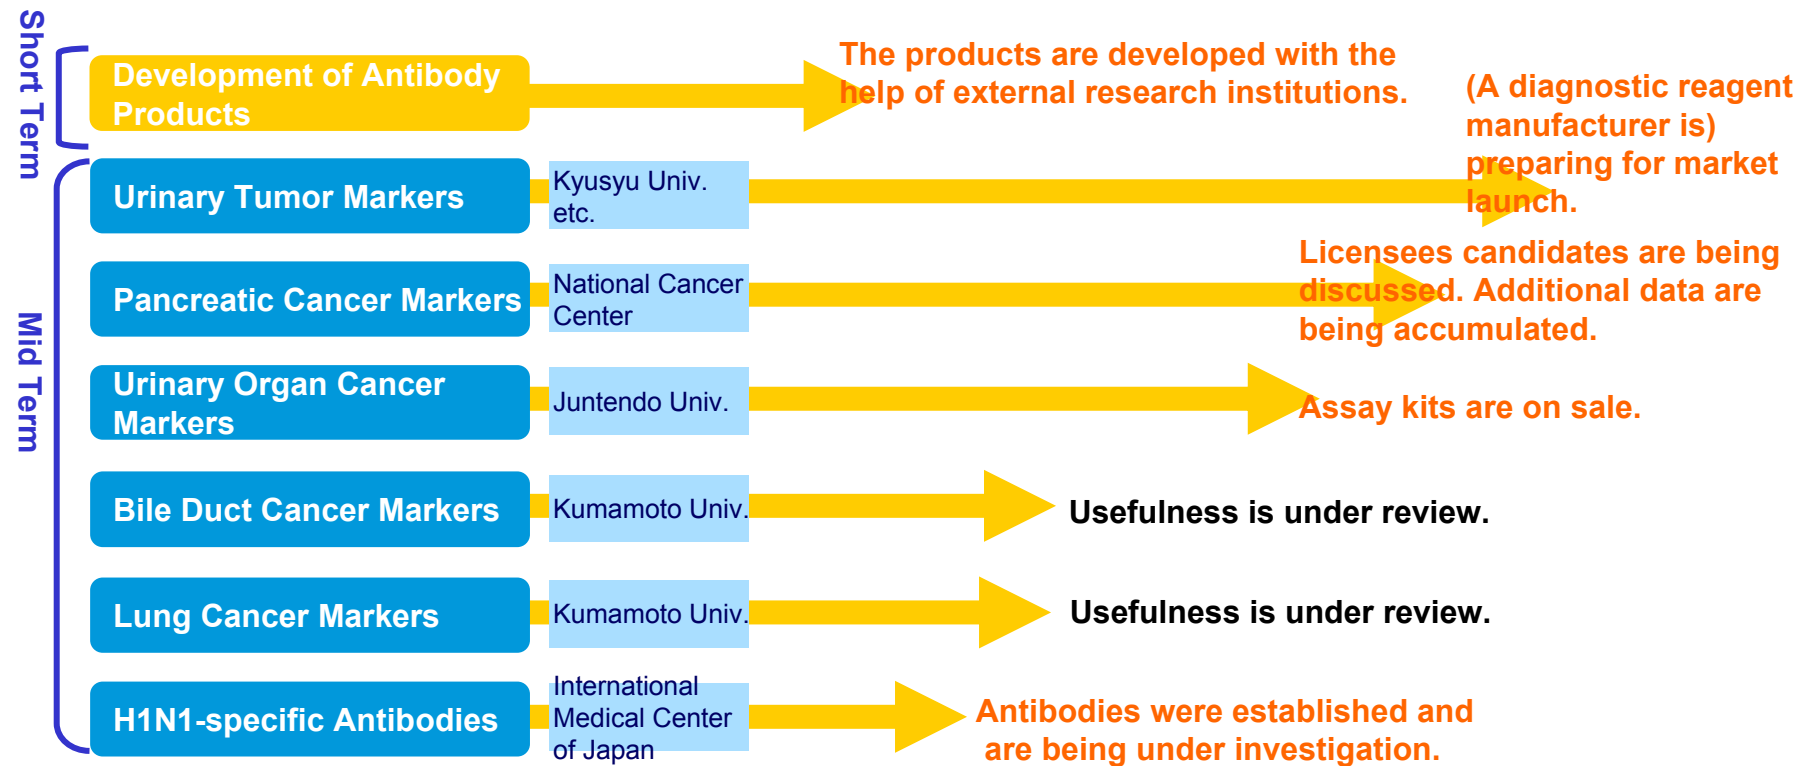 Short Term
Development of Antibody
Products
The products are developed with the
help of external research institutions.
(A diagnostic reagent
manufacturer is)
preparing for market
launch.
Mid Term
Urinary Tumor Markers
Kyusyu Univ.
etc.
Pancreatic Cancer Markers
National Cancer
Center
Licensees candidates are being
discussed. Additional data are
being accumulated.
Urinary Organ Cancer
Markers
Juntendo Univ.
Assay kits are on sale.
Bile Duct Cancer Markers
Kumamoto Univ.
Usefulness is under review.
Lung Cancer Markers
Kumamoto Univ.
Usefulness is under review.
H1N1-specific Antibodies
International
Medical Center
of Japan
Antibodies were established and
are being under investigation.